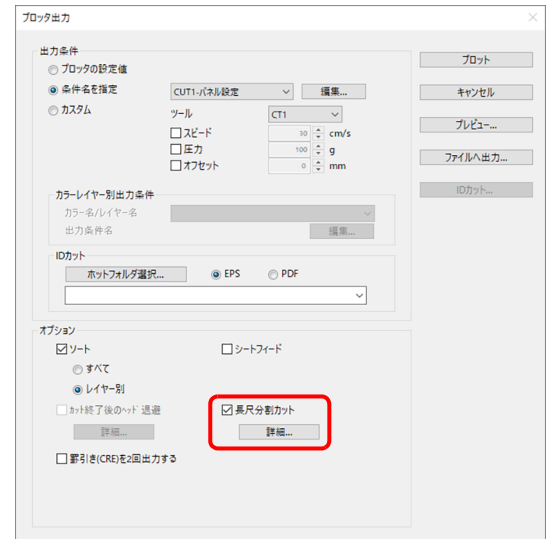 プロッタ出力
出力条件
プロッタの設定値
条件名を指定
CUT1-パネル設定
編集...
カスタム
ツール
CT1
スピード
30
cm/s
圧力
100
g
オフセット
0
mm
カラーレイヤー別出力条件
カラー名/レイヤー名
出力条件名
編集...
IDカット
ホットフォルダ選択...
EPS
PDF
オプション
ソート
シートフィード
すべて
レイヤー別
カット終了後のヘッド退避
詳細...
長尺分割カット
詳細...
罫引き(CRE)を2回出力する
プロット
キャンセル
プレビュー...
ファイルへ出力...
IDカット...